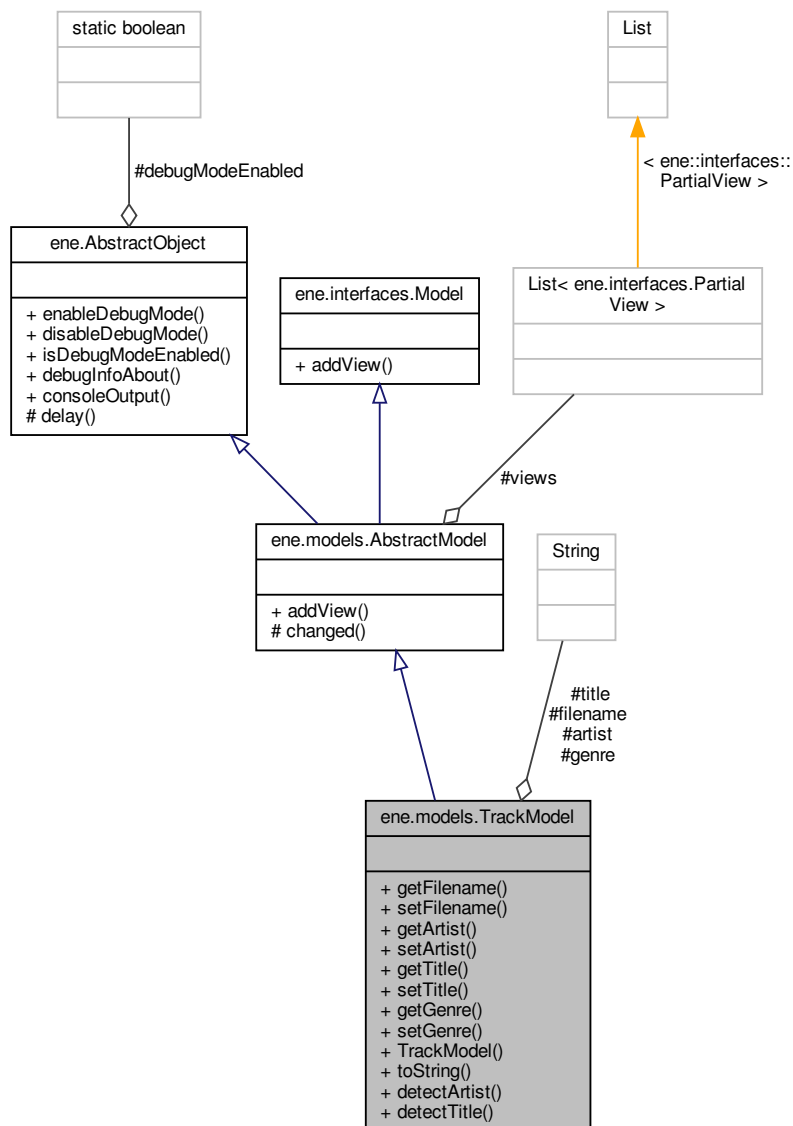 static boolean
List
#debugModeEnabled
< ene::interfaces::
PartialView >
ene.AbstractObject
+ enableDebugMode()
+ disableDebugMode()
+ isDebugModeEnabled()
+ debugInfoAbout()
+ consoleOutput()
# delay()
ene.interfaces.Model
+ addView()
List< ene.interfaces.Partial
View >
#views
ene.models.AbstractModel
+ addView()
# changed()
String
#title
#filename
#artist
#genre
ene.models.TrackModel
+ getFilename()
+ setFilename()
+ getArtist()
+ setArtist()
+ getTitle()
+ setTitle()
+ getGenre()
+ setGenre()
+ TrackModel()
+ toString()
+ detectArtist()
+ detectTitle()